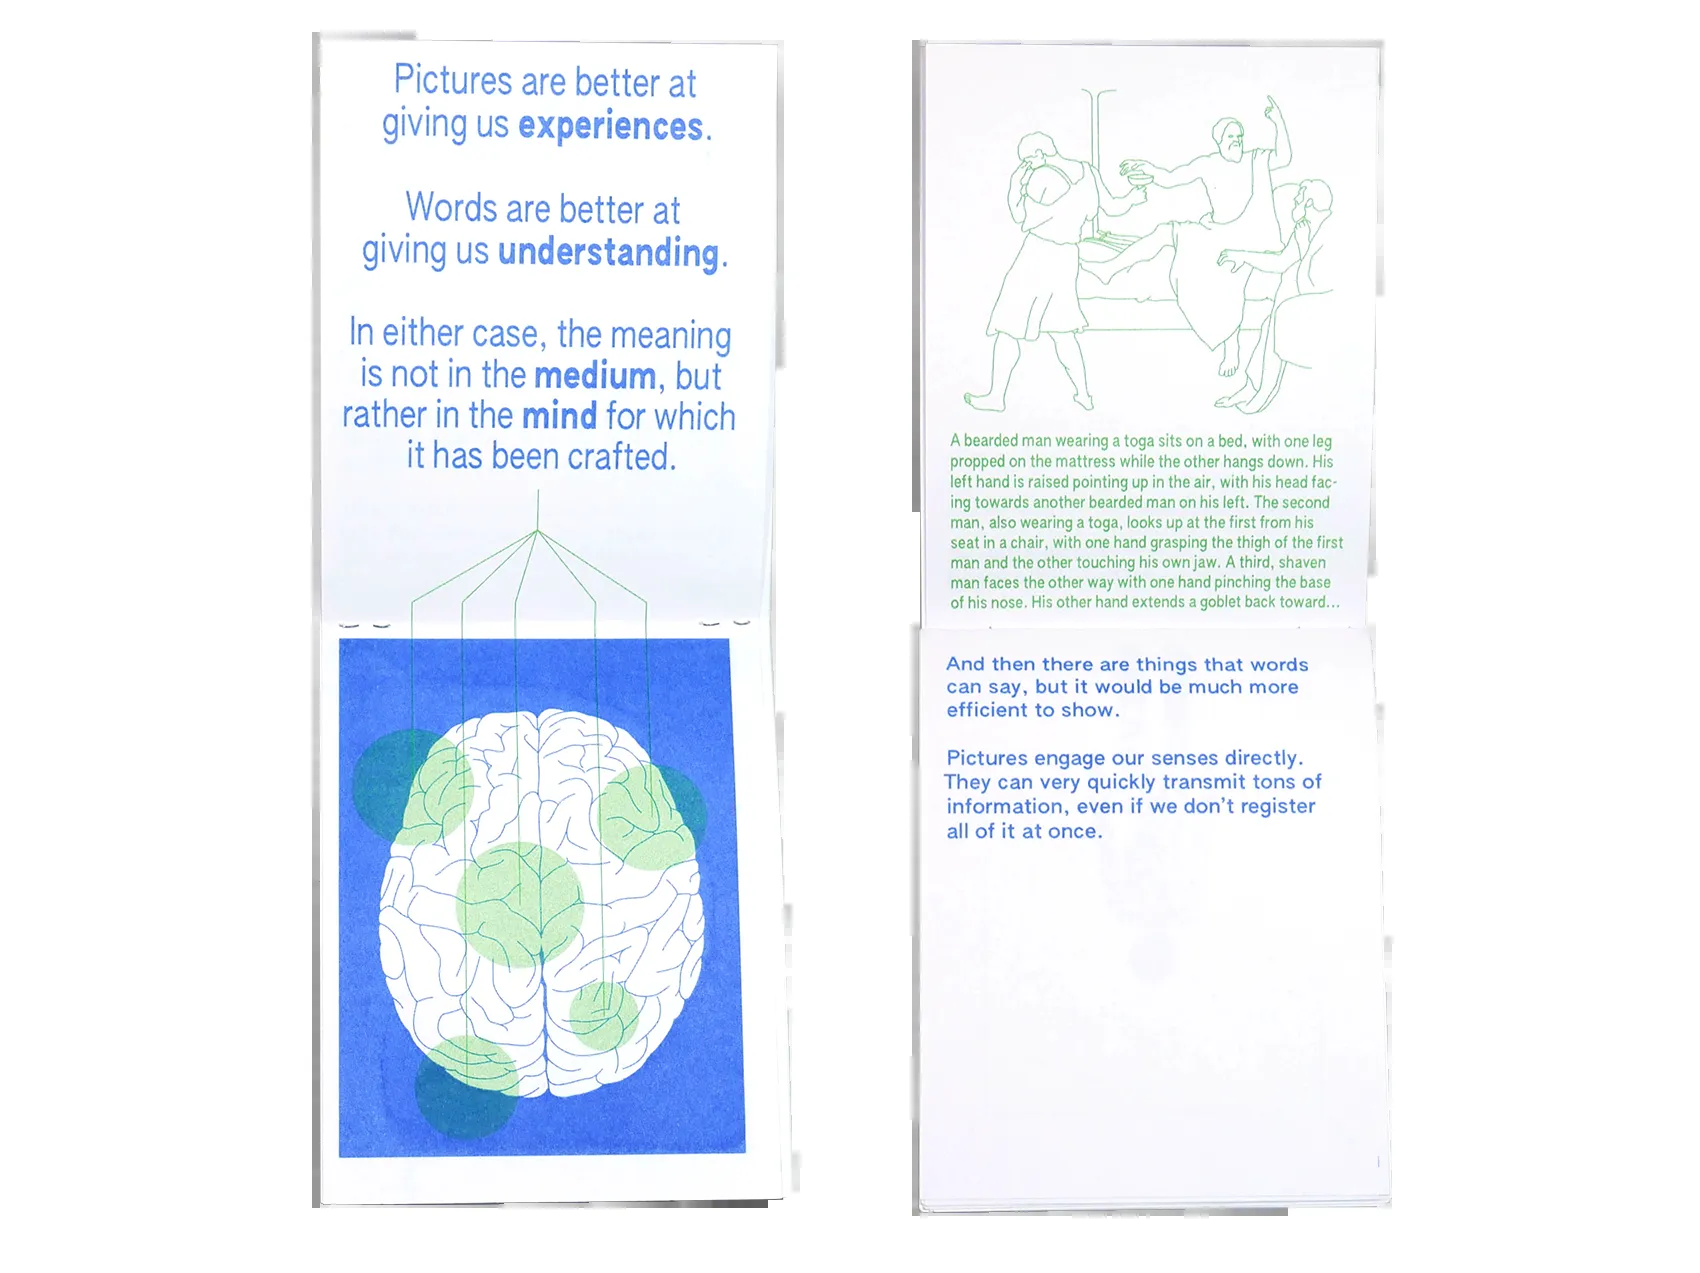 Pictures are better at
giving us experiences.
Words are better at
giving us understanding.
In either case, the meaning
is not in the medium, but
rather in the mind for which
it has been crafted.
A bearded man wearing a toga sits on a bed, with one leg
propped on the mattress while the other hangs down. His
left hand is raised pointing up in the air, with his head fac-
ing towards another bearded man on his left. The second
man, also wearing a toga, looks up at the first from his
seat in a chair, with one hand grasping the thigh of the first
man and the other touching his own jaw. A third, shaven
man faces the other way with one hand pinching the base
of his nose. His other hand extends a goblet back toward...
And then there are things that words
can say, but it would be much more
efficient to show.
Pictures engage our senses directly.
They can very quickly transmit tons of
information, even if we don't register
all of it at once.